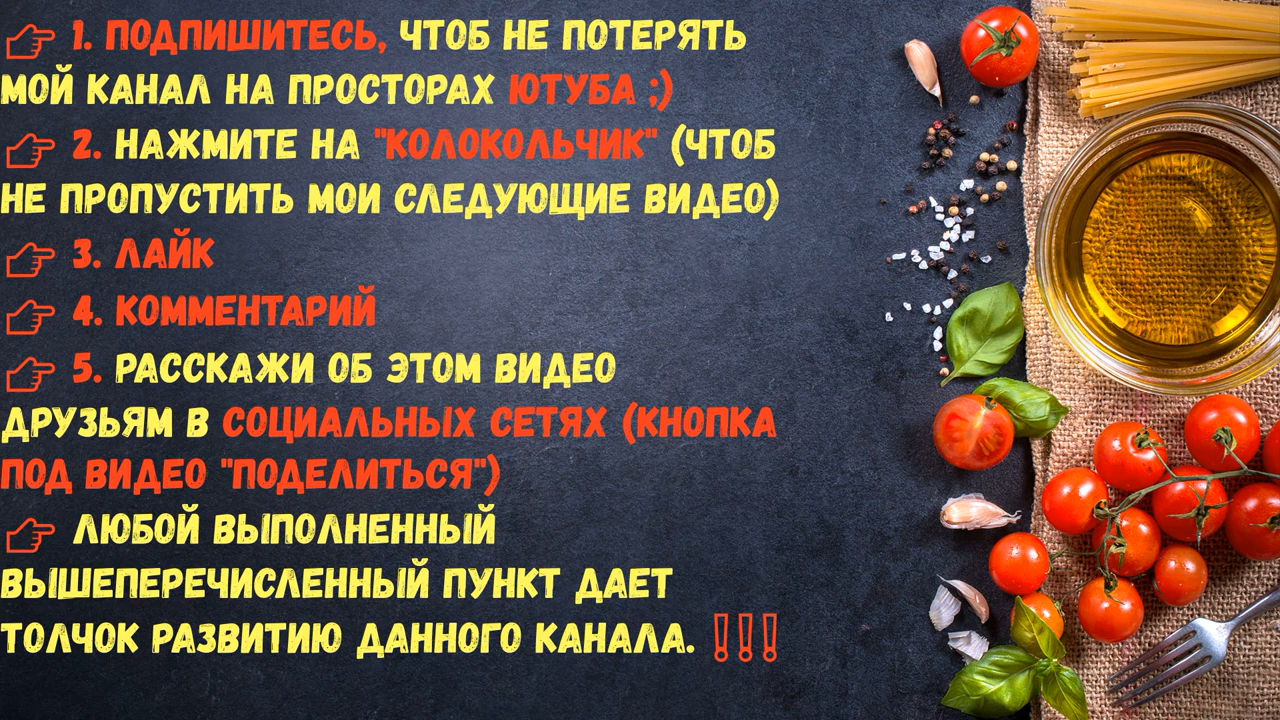 👉 1. ПОДПИШИТЕСЬ, ЧТОБ НЕ ПОТЕРЯТЬ
МОЙ КАНАЛ НА ПРОСТОРАХ ЮТУБА ;)
👉 2. НАЖМИТЕ НА "КОЛОКОЛЬЧИК" (ЧТОБ
НЕ ПРОПУСТИТЬ МОИ СЛЕДУЮЩИЕ ВИДЕО)
👉 3. ЛАЙК
👉 4. КОММЕНТАРИЙ
👉 5. РАССКАЖИ ОБ ЭТОМ ВИДЕО
ДРУЗЬЯМ В СОЦИАЛЬНЫХ СЕТЯХ (КНОПКА
ПОД ВИДЕО "ПОДЕЛИТЬСЯ")
👉 ЛЮБОЙ ВЫПОЛНЕННЫЙ
ВЫШЕПЕРЕЧИСЛЕННЫЙ ПУНКТ ДАЕТ
ТОЛЧОК РАЗВИТИЮ ДАННОГО КАНАЛА. ❗❗❗